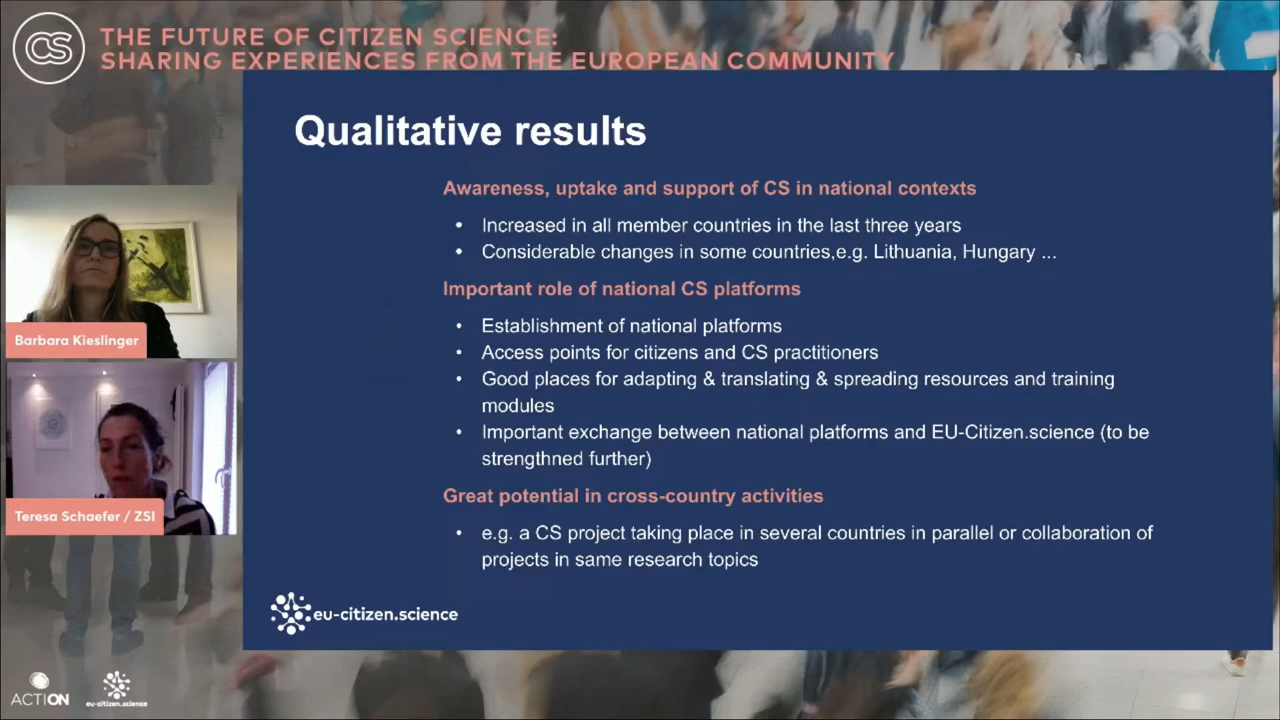 CS
THE FUTURE OF CITIZEN SCIENCE:
SHARING EXPERIENCES FROM THE EUROPEAN COMMUNITY
Qualitative results
Awareness, uptake and support of CS in national contexts
• Increased in all member countries in the last three years
• Considerable changes in some countries,e.g. Lithuania, Hungary ...
Important role of national CS platforms
• Establishment of national platforms
• Access points for citizens and CS practitioners
• Good places for adapting & translating & spreading resources and training
modules
• Important exchange between national platforms and EU-Citizen.science (to be
strengthned further)
Great potential in cross-country activities
• e.g. a CS project taking place in several countries in parallel or collaboration of
projects in same research topics
eu-citizen.science
Barbara Kieslinger
Teresa Schaefer / ZSI
ACTION
eu-citizen.science